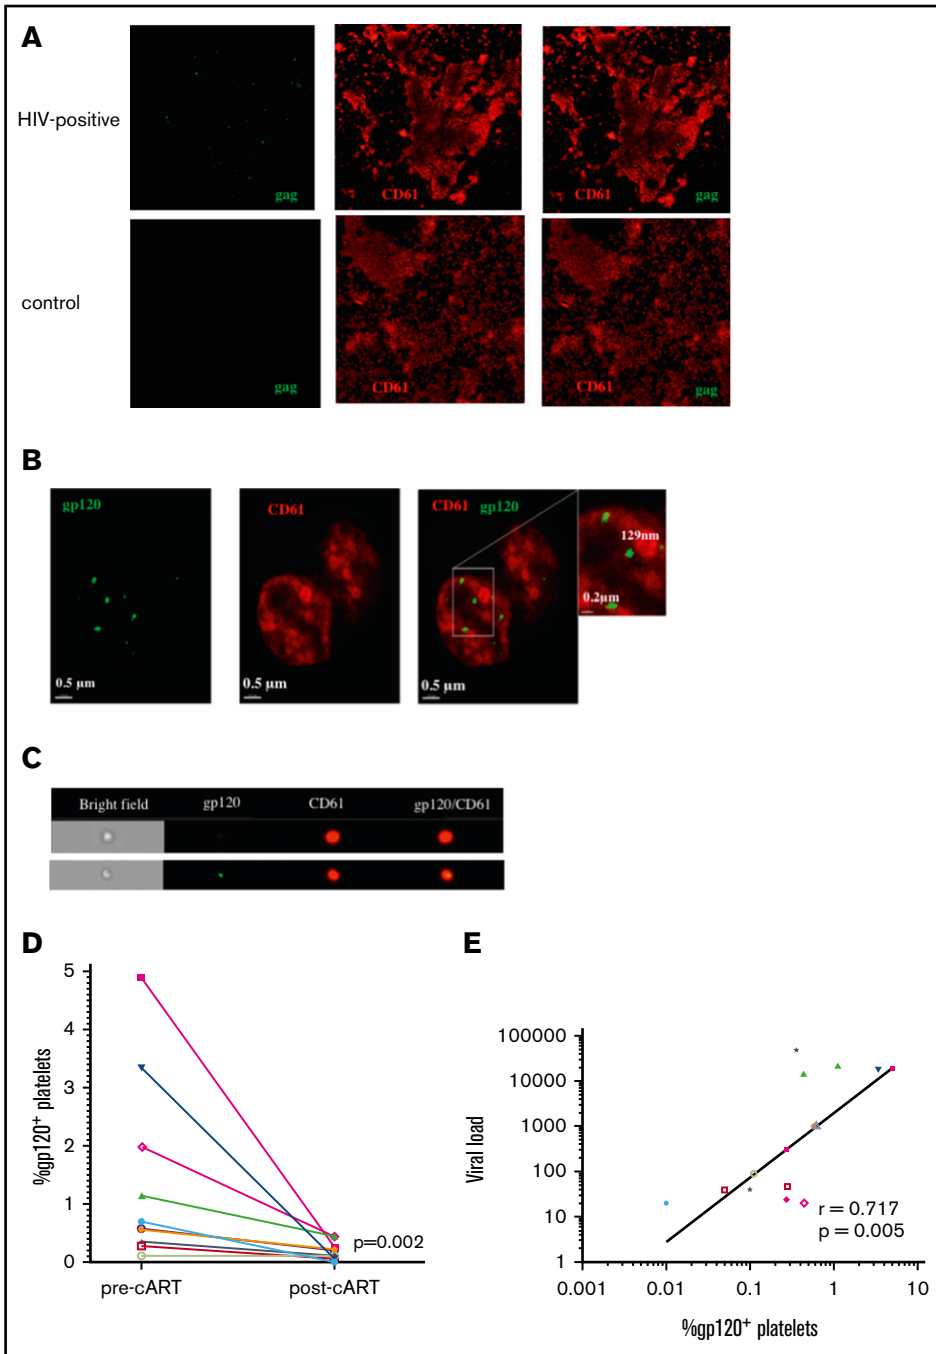 A
HIV-positive
gag
CD61
CD61 gag
control
gag
CD61
CD61 gag
B
gp120
CD61
CD61 gp120
129nm
0.2µm
0.5 µm
0.5 µm
0.5 µm
C
Bright field gp120 CD61 gp120/CD61
D
5
4
3
2
1
0
%gp120+ platelets
pre-cART
post-cART
p=0.002
E
100000
10000
1000
100
10
1
Viral load
0.001
0.01
0.1
1
10
r = 0.717
p = 0.005
%gp120+ platelets